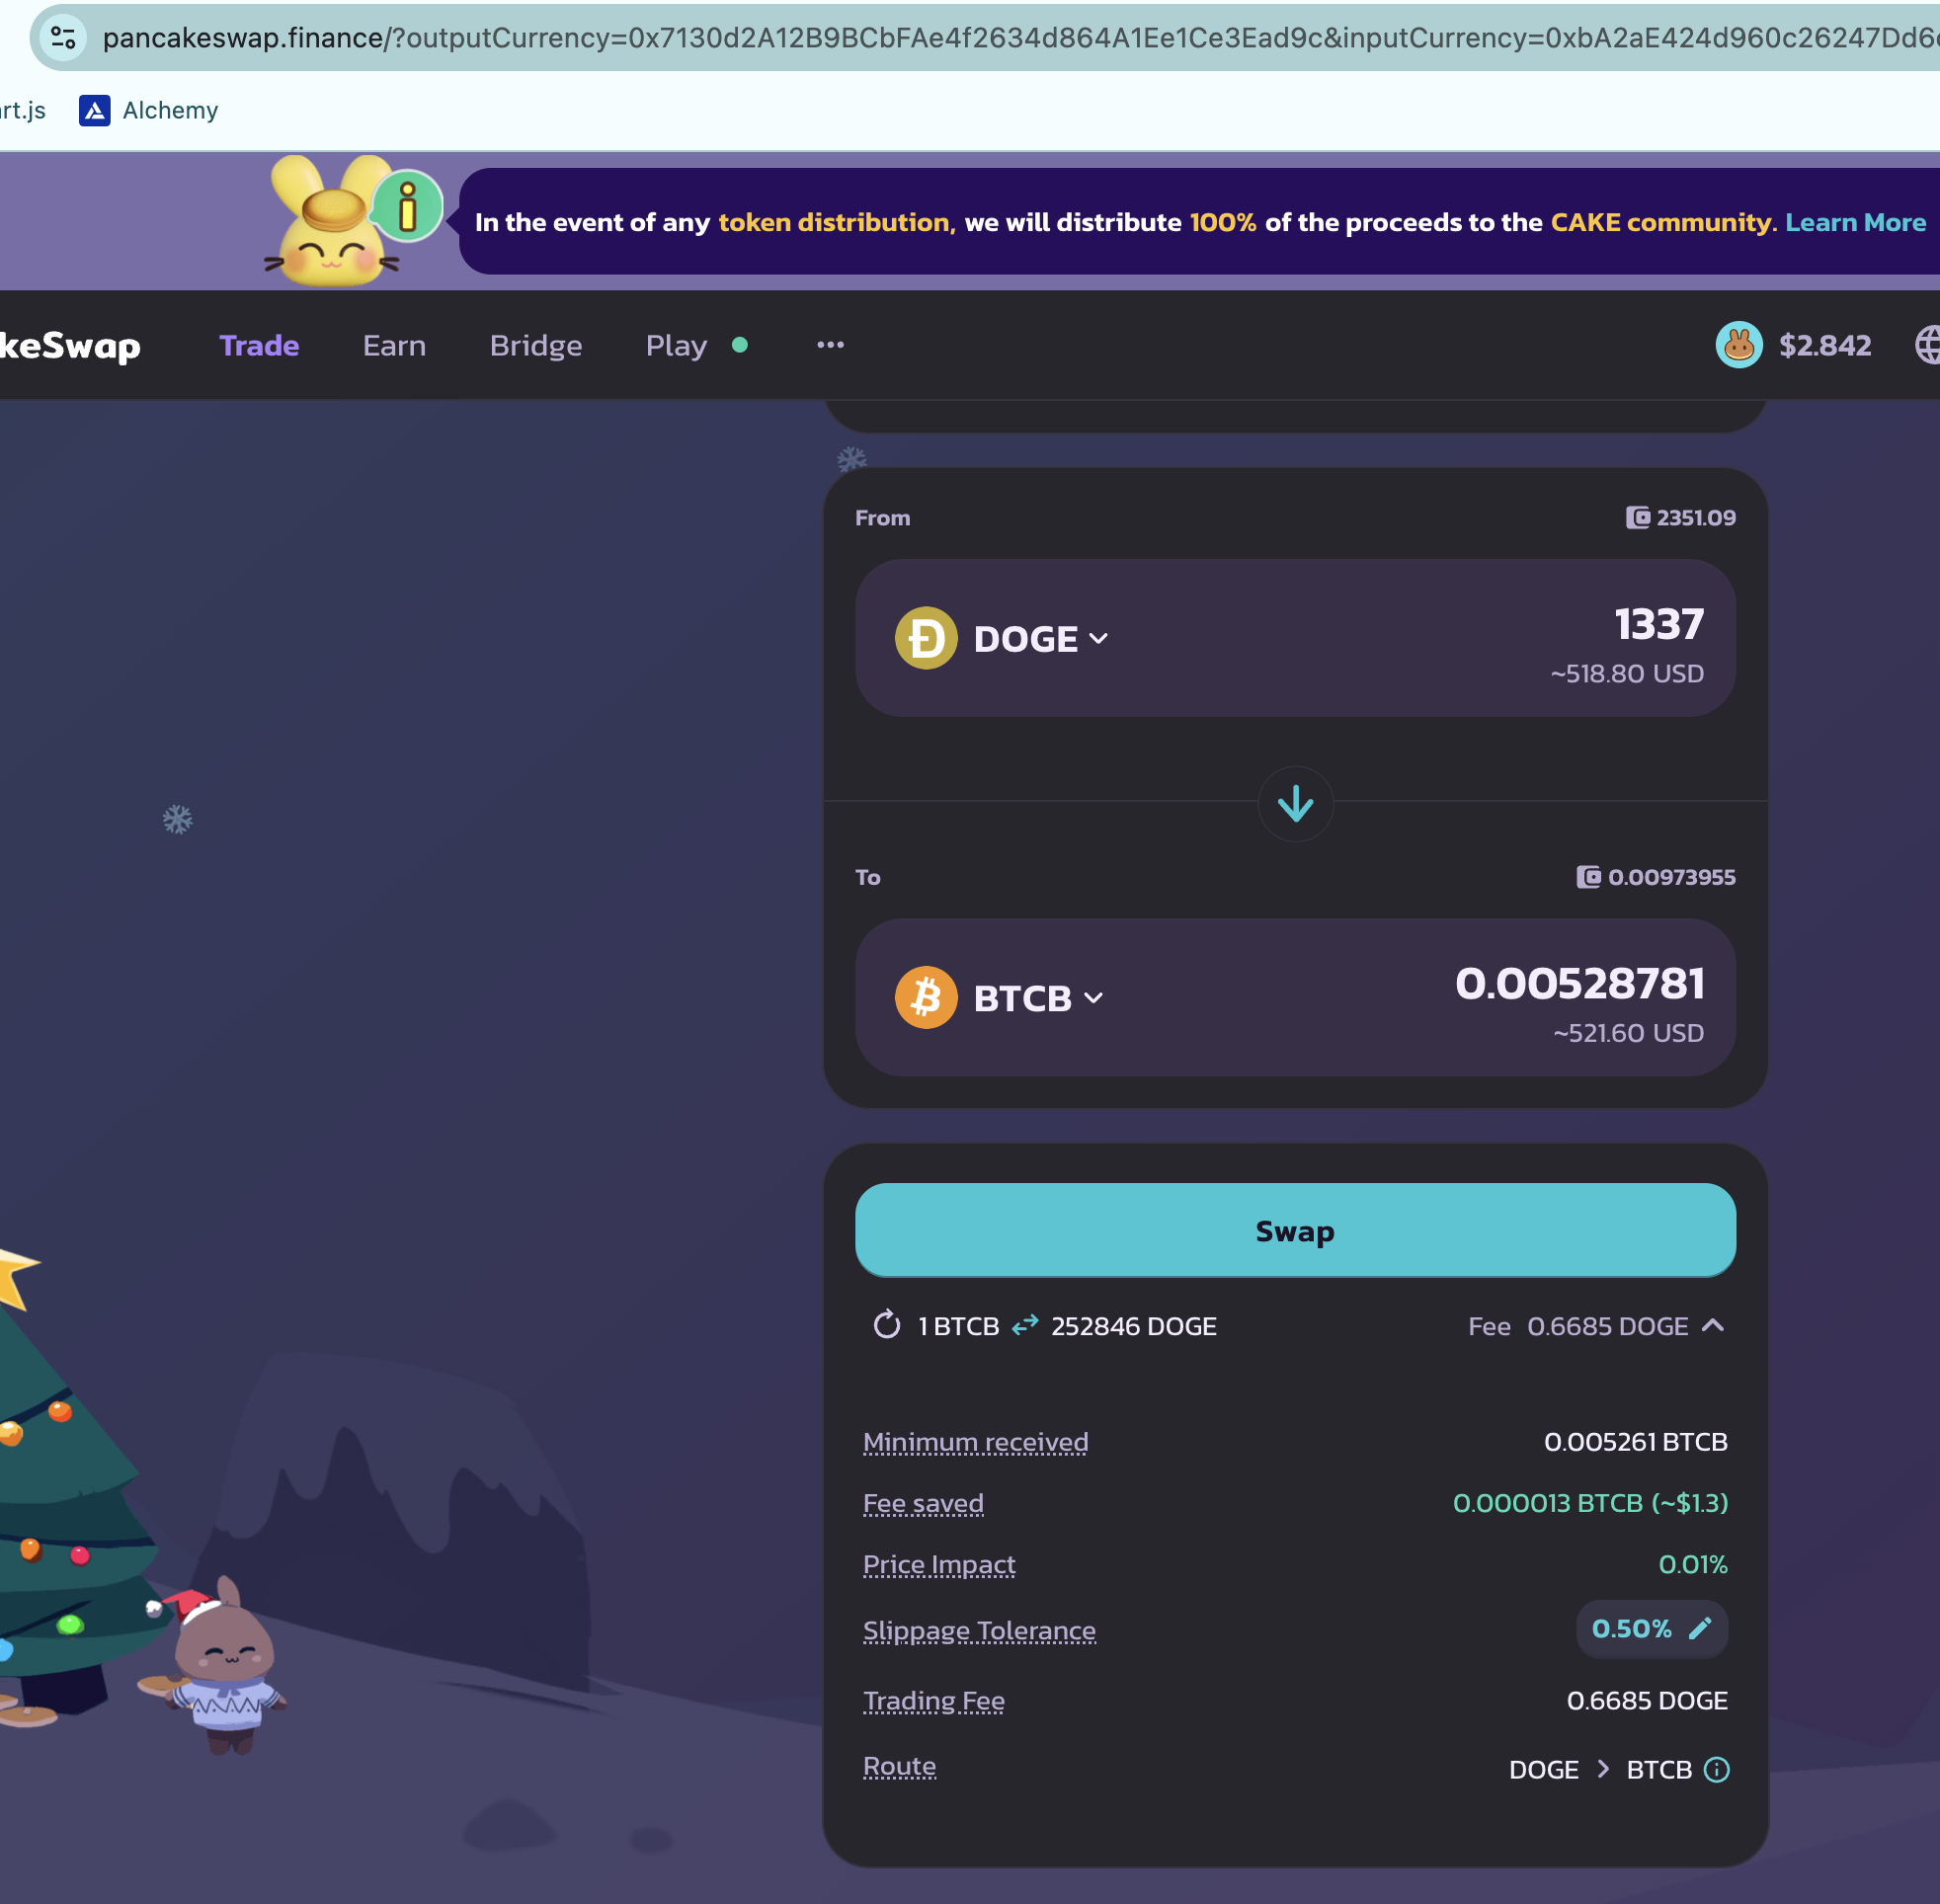 pancakeswap.finance/?outputCurrency=0x7130d2A12B9BCbFAe4f2634d864A1Ee1Ce3Ead9c&inputCurrency=0xbA2aE424d960c26247Dd6
rt.js Alchemy
In the event of any token distribution, we will distribute 100% of the proceeds to the CAKE community. Learn More
keSwap Trade Earn Bridge Play ••• $2.842
From 2351.09
DOGE 1337
~518.80 USD
To 0.00973955
BTCB 0.00528781
~521.60 USD
Swap
1 BTCB 252846 DOGE Fee 0.6685 DOGE
Minimum received 0.005261 BTCB
Fee saved 0.000013 BTCB (~$1.3)
Price Impact 0.01%
Slippage Tolerance 0.50%
Trading Fee 0.6685 DOGE
Route DOGE > BTCB